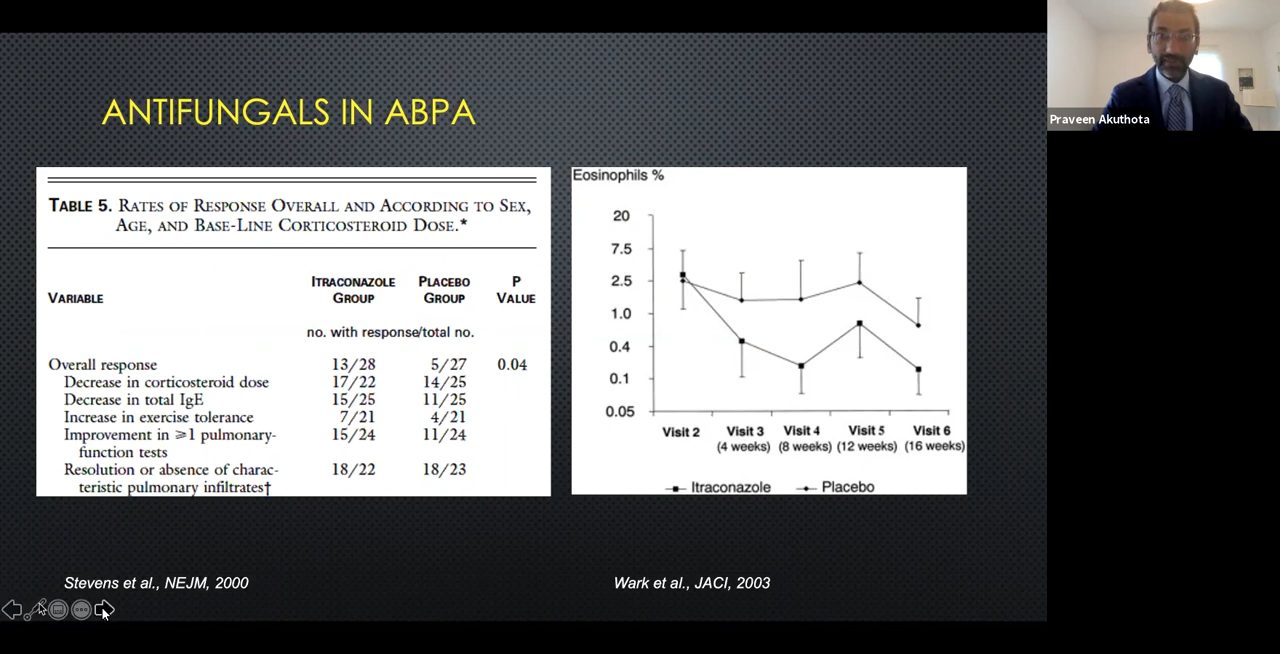 ANTIFUNGALS IN ABPA
TABLE 5. RATES OF RESPONSE OVERALL AND ACCORDING TO SEX,
AGE, AND BASE-LINE CORTICOSTEROID DOSE.*
VARIABLE
ITRACONAZOLE
GROUP
PLACEBO
GROUP
P
VALUE
no. with response/total no.
Overall response 13/28 5/27 0.04
Decrease in corticosteroid dose 17/22 14/25
Decrease in total IgE 15/25 11/25
Increase in exercise tolerance 7/21 4/21
Improvement in ⩾1 pulmonary- 15/24 11/24
function tests
Resolution or absence of charac- 18/22 18/23
teristic pulmonary infiltrates†
Eosinophils %
20
7.5
2.5
1.0
0.4
0.1
0.05
Visit 2 Visit 3 Visit 4 Visit 5 Visit 6
(4 weeks) (8 weeks) (12 weeks) (16 weeks)
Itraconazole Placebo
Stevens et al., NEJM, 2000
Wark et al., JACI, 2003
Praveen Akuthota